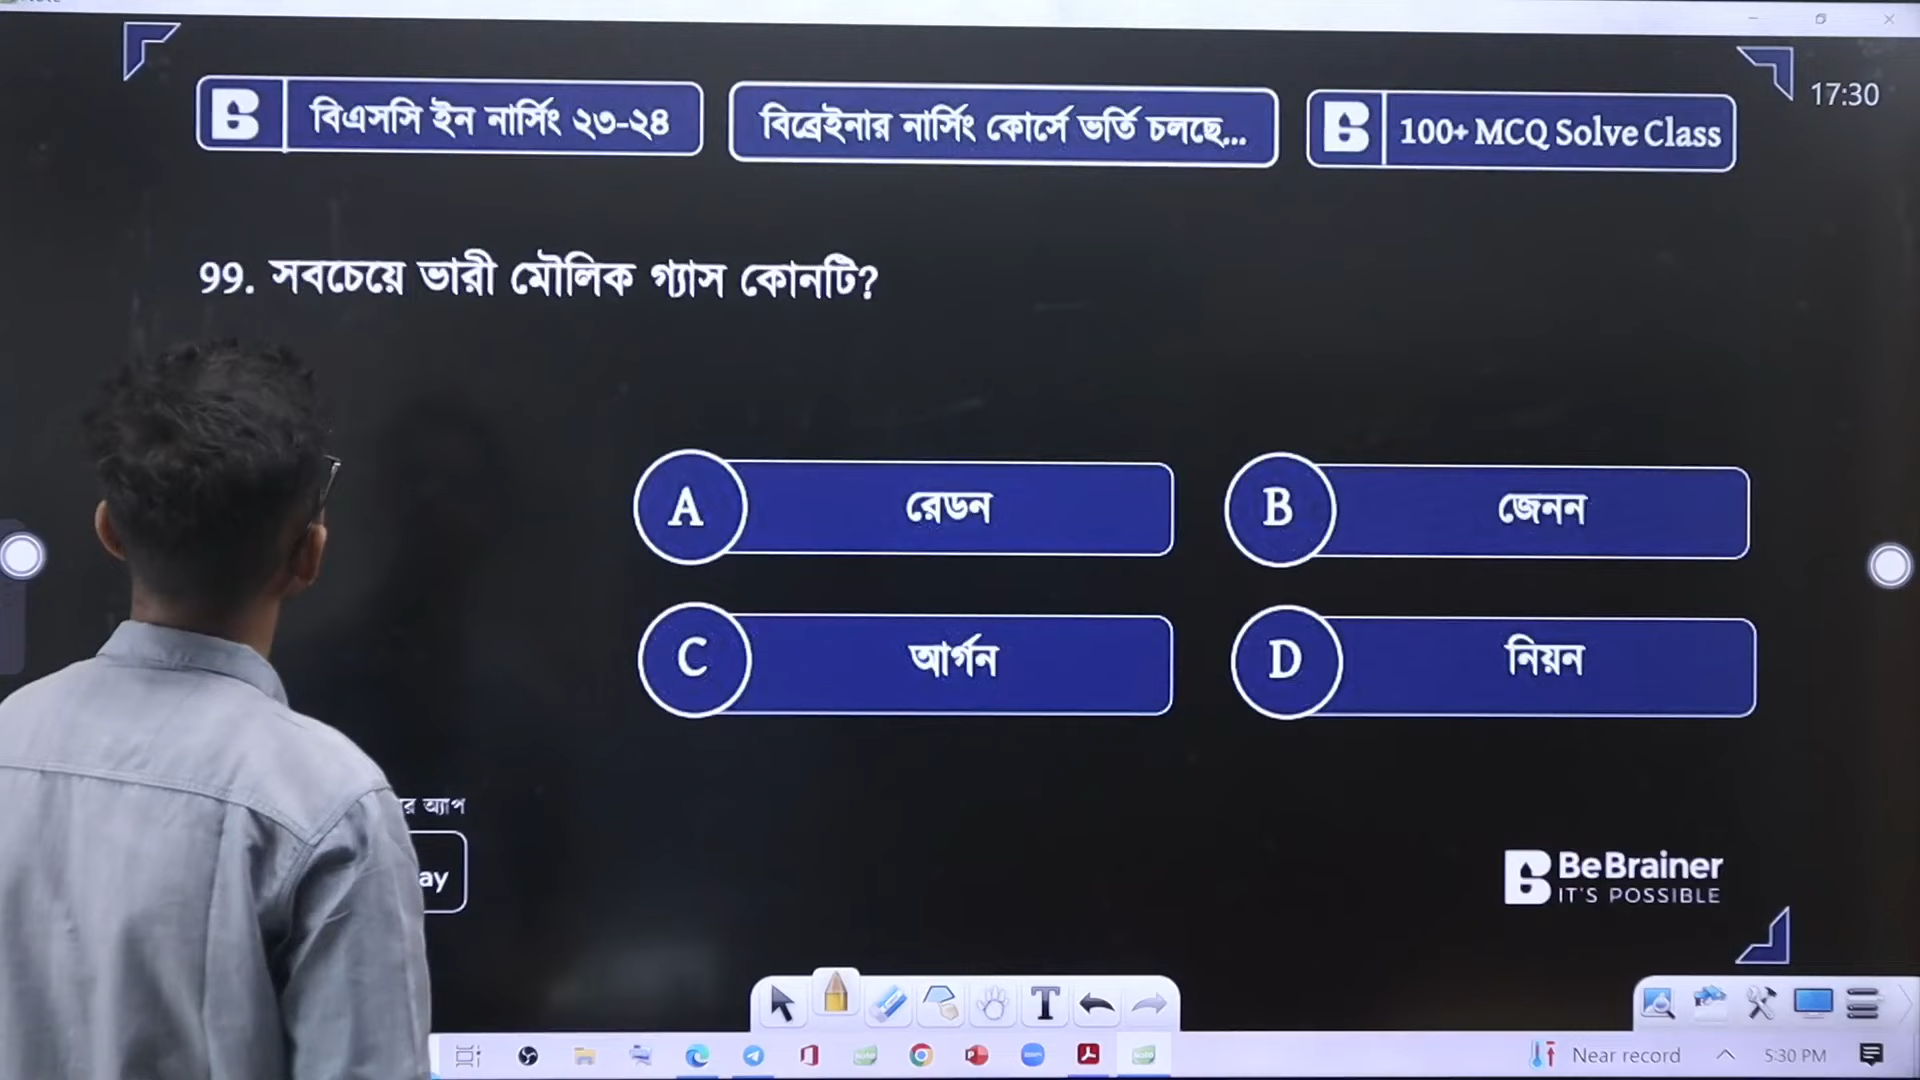 বিএসসি ইন নার্সিং ২৩-২৪
বিব্রেইনার নার্সিং কোর্সে ভর্তি চলছে...
100+ MCQ Solve Class
17:30
99. সবচেয়ে ভারী মৌলিক গ্যাস কোনটি?
A রেডন
B জেনন
C আর্গন
D নিয়ন
র অ্যাপ
ay
BeBrainer
IT'S POSSIBLE
T
Near record
5:30 PM